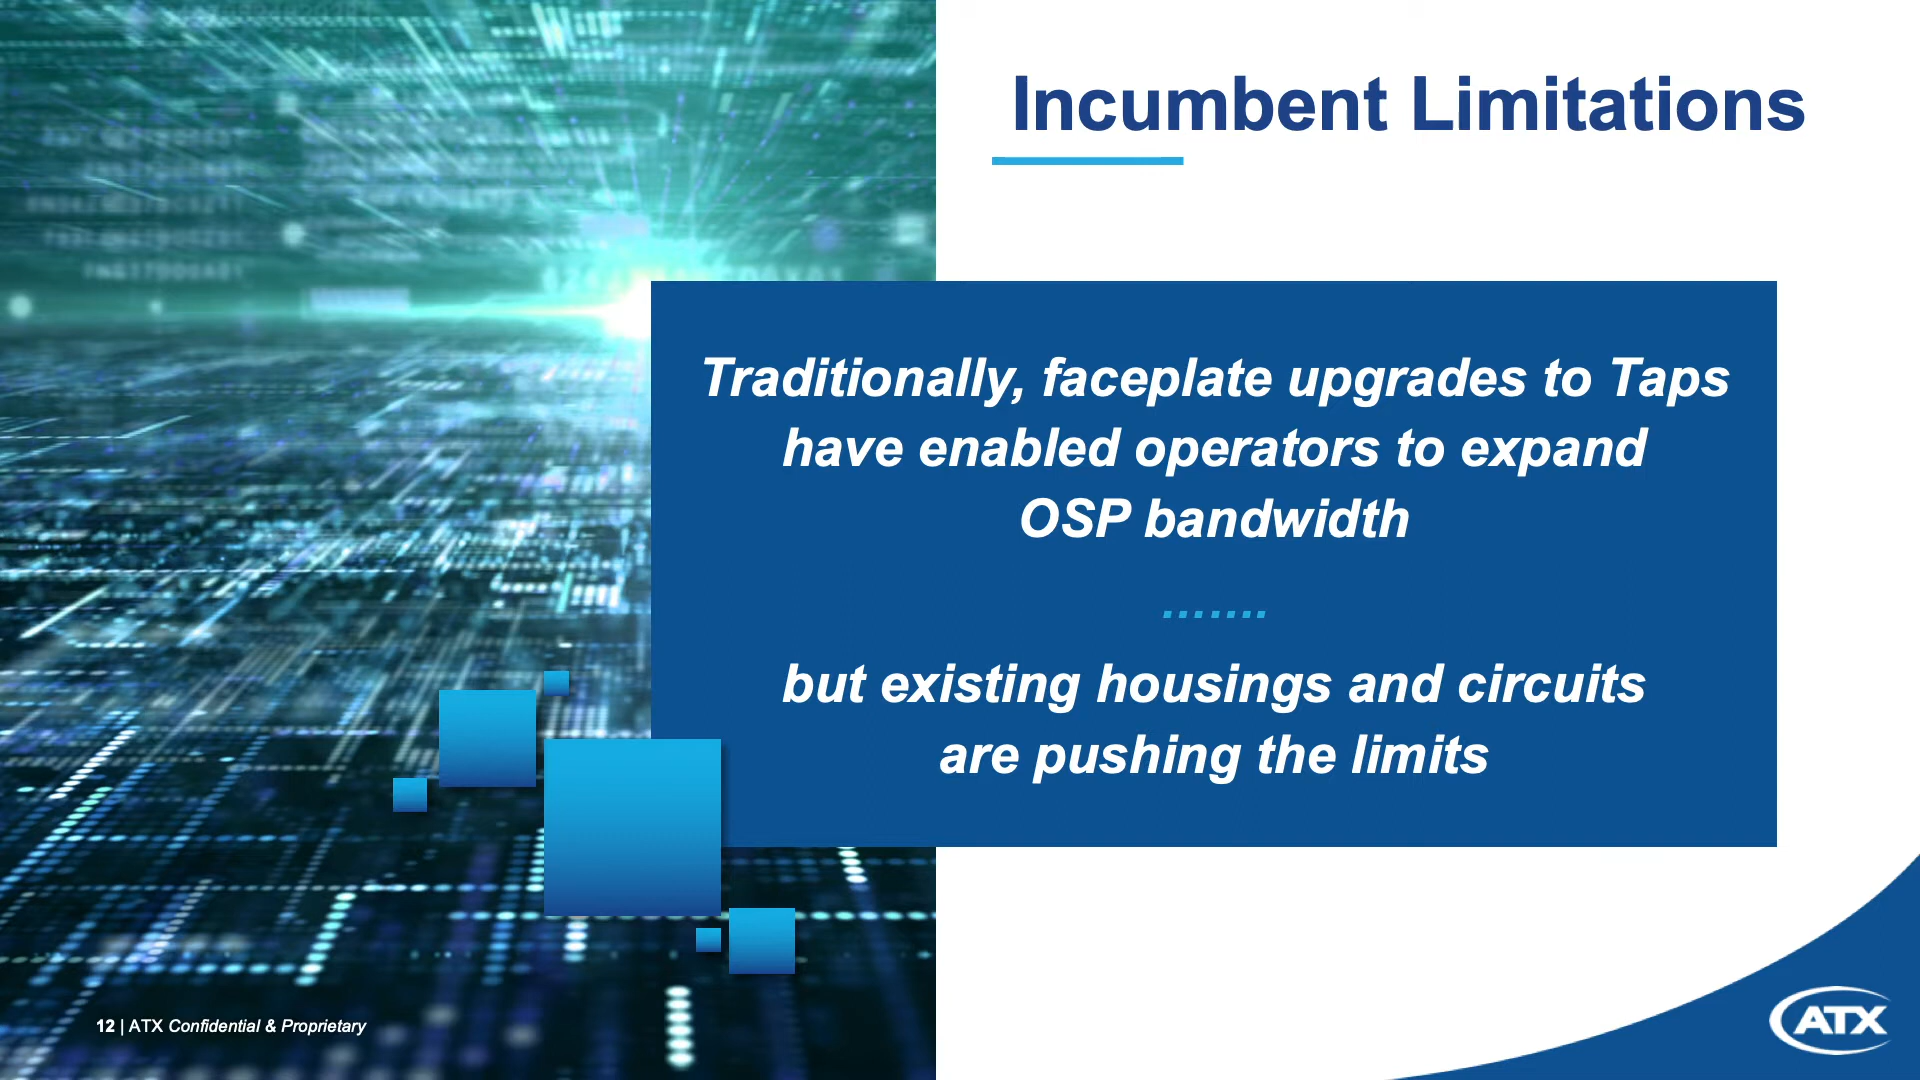 Incumbent Limitations
Traditionally, faceplate upgrades to Taps
have enabled operators to expand
OSP bandwidth
.......
but existing housings and circuits
are pushing the limits
12 | ATX Confidential & Proprietary
ATX